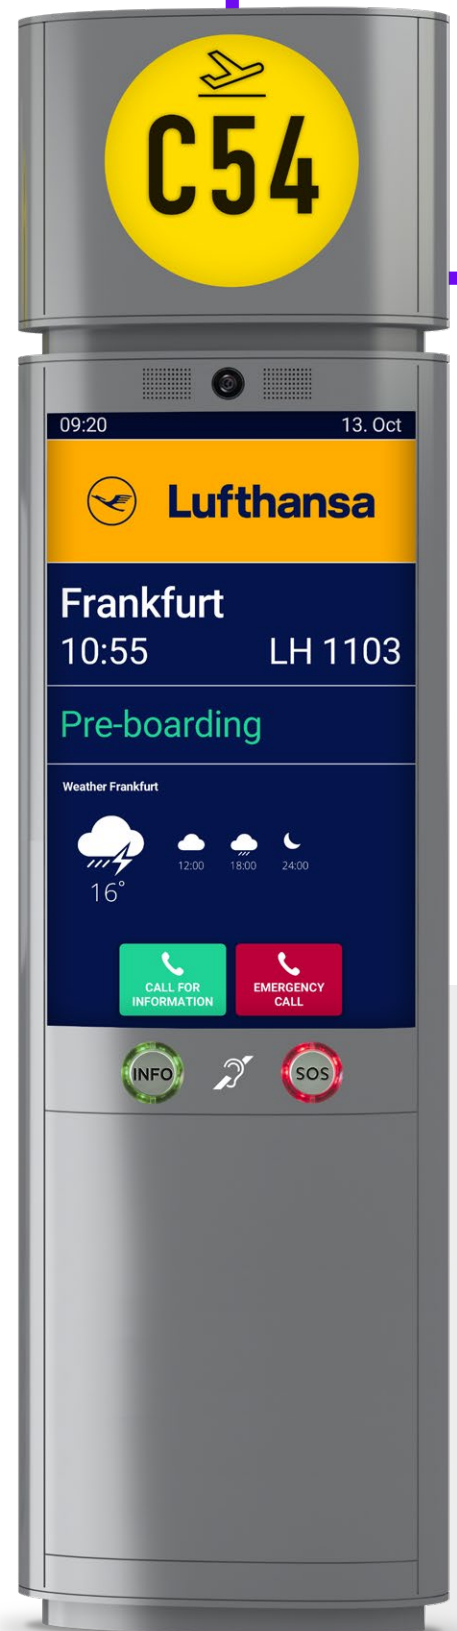 C54
09:20 13. Oct
Lufthansa
Frankfurt
10:55 LH 1103
Pre-boarding
Weather Frankfurt
16°
12:00 18:00 24:00
CALL FOR
INFORMATION
EMERGENCY
CALL
INFO SOS